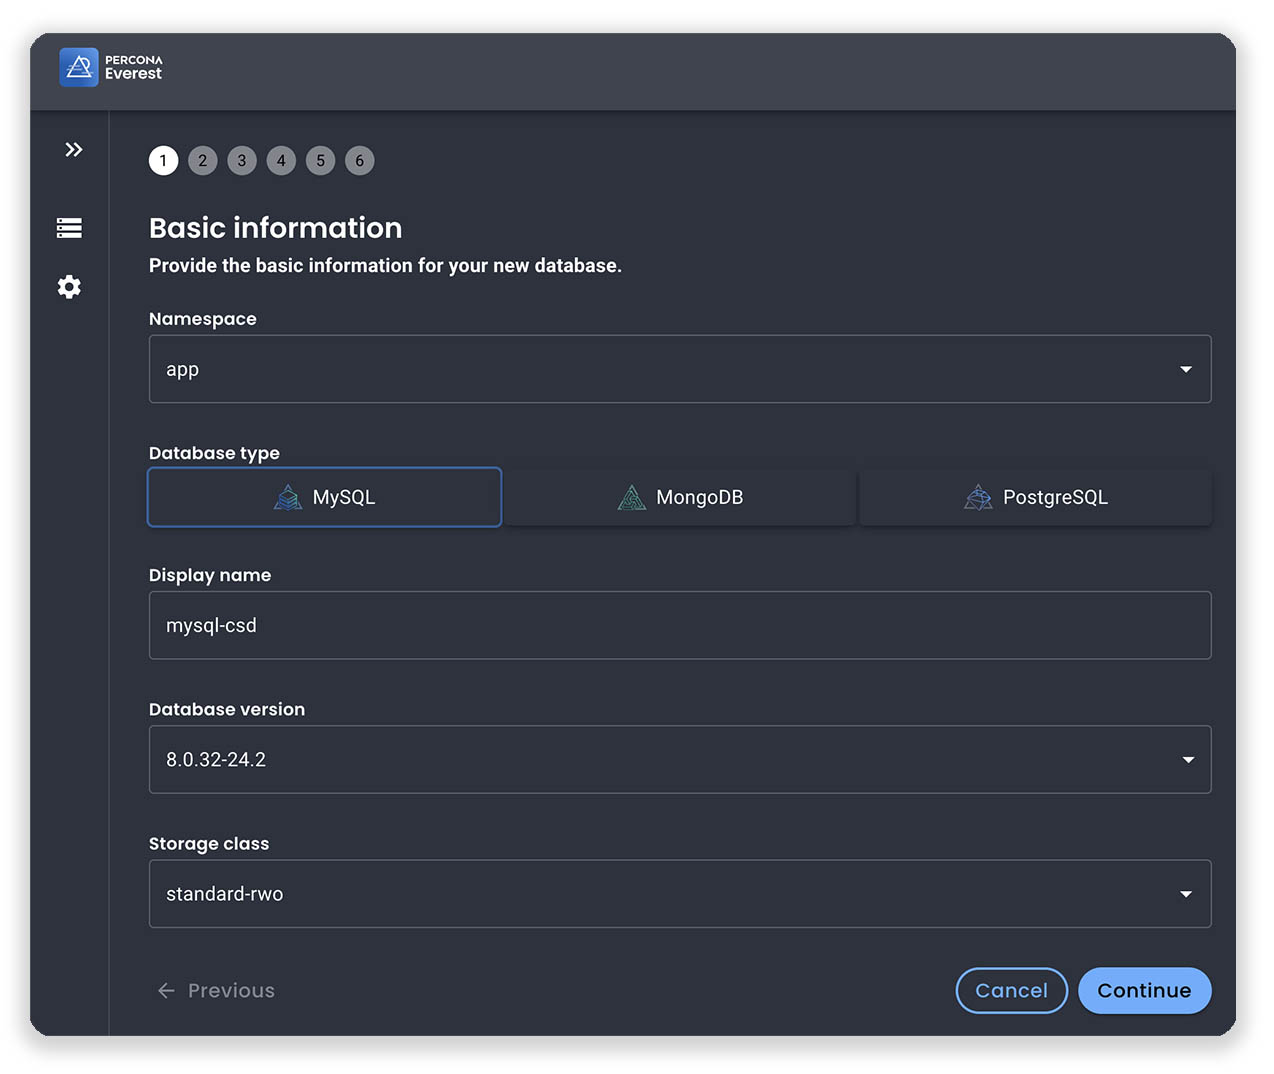 PERCONA
Everest
1 2 3 4 5 6
Basic information
Provide the basic information for your new database.
Namespace
app
Database type
MySQL MongoDB PostgreSQL
Display name
mysql-csd
Database version
8.0.32-24.2
Storage class
standard-rwo
Previous Cancel Continue